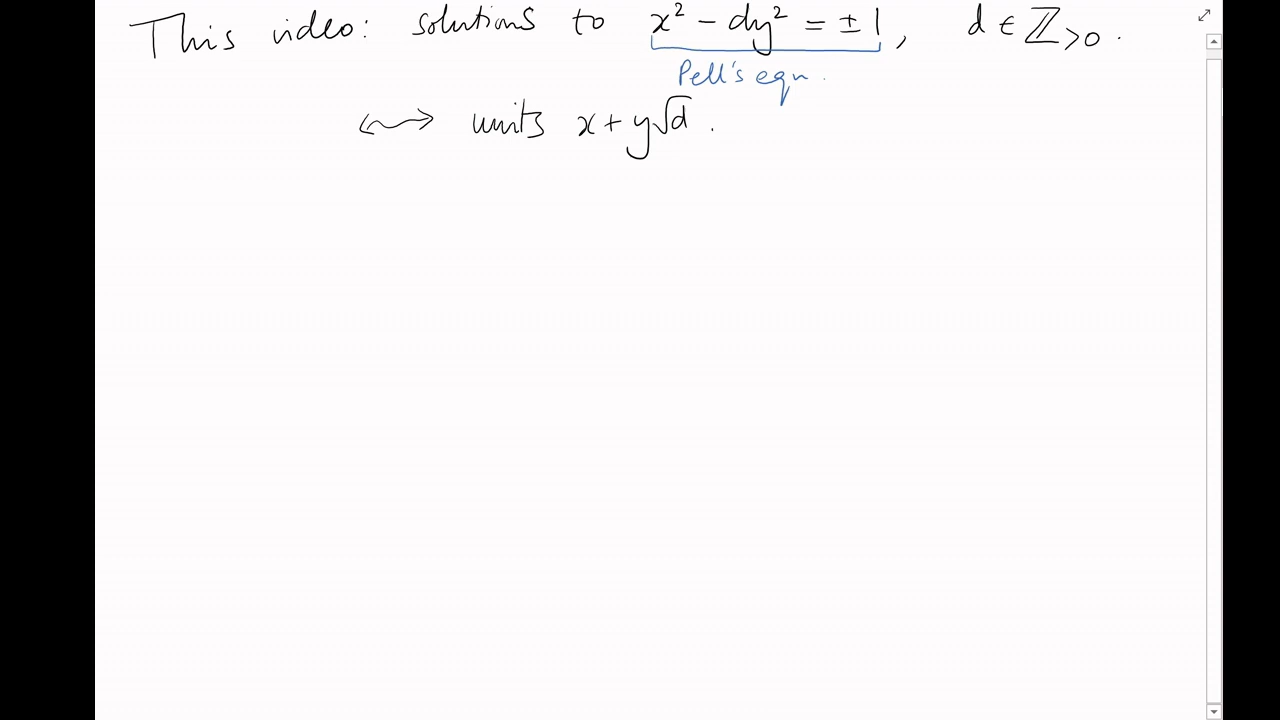 This video: solutions to x² - dy² = ±1, d ∈ ℤ>0.
Pell's eqn.
↭ units x + y√d.